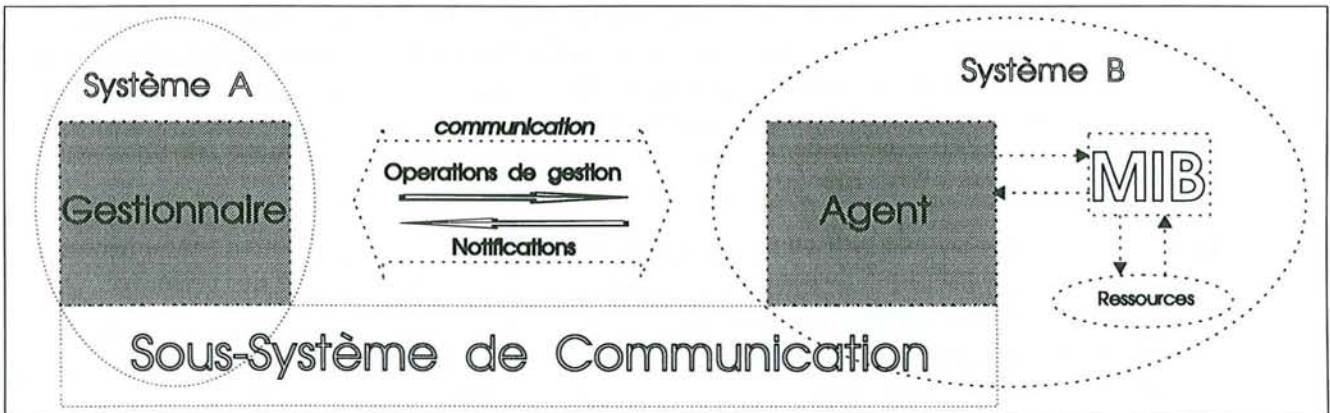 Système A
Gestionnaire
communication
Operations de gestion
Notifications
Système B
Agent
MIB
Ressources
Sous-Système de Communication